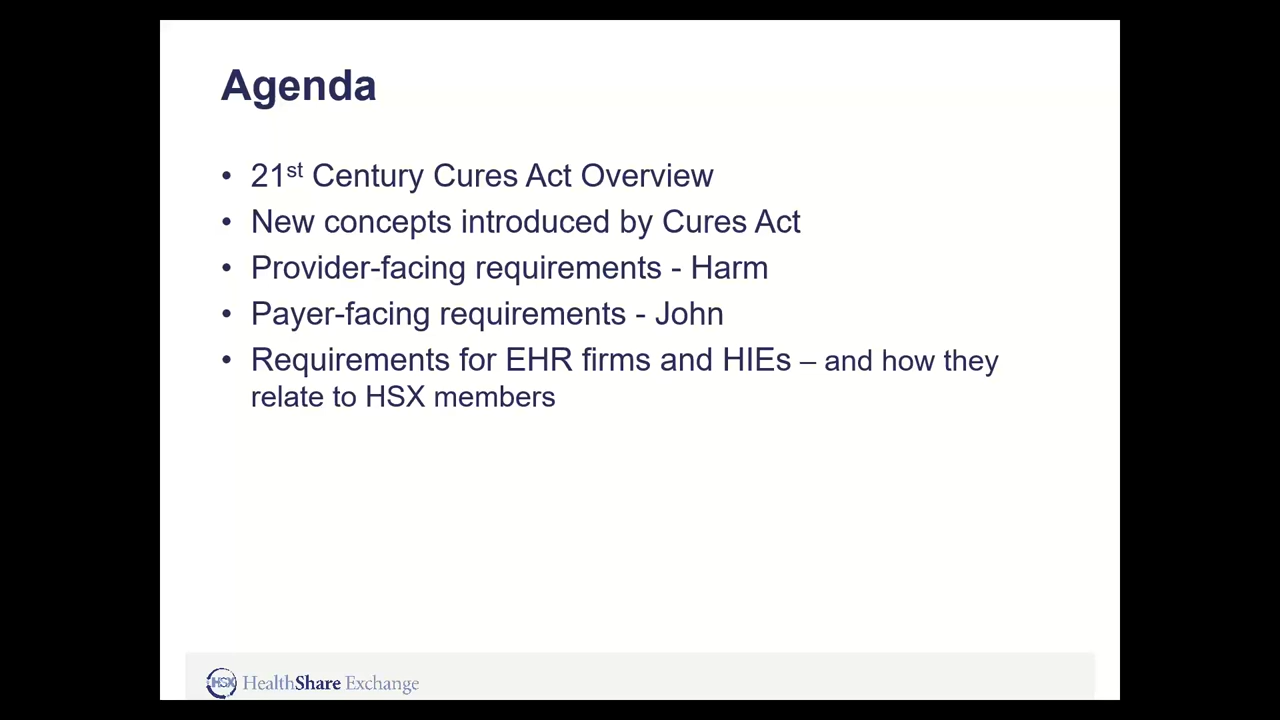 Agenda
• 21st Century Cures Act Overview
• New concepts introduced by Cures Act
• Provider-facing requirements - Harm
• Payer-facing requirements - John
• Requirements for EHR firms and HIEs – and how they
relate to HSX members
HSX HealthShare Exchange